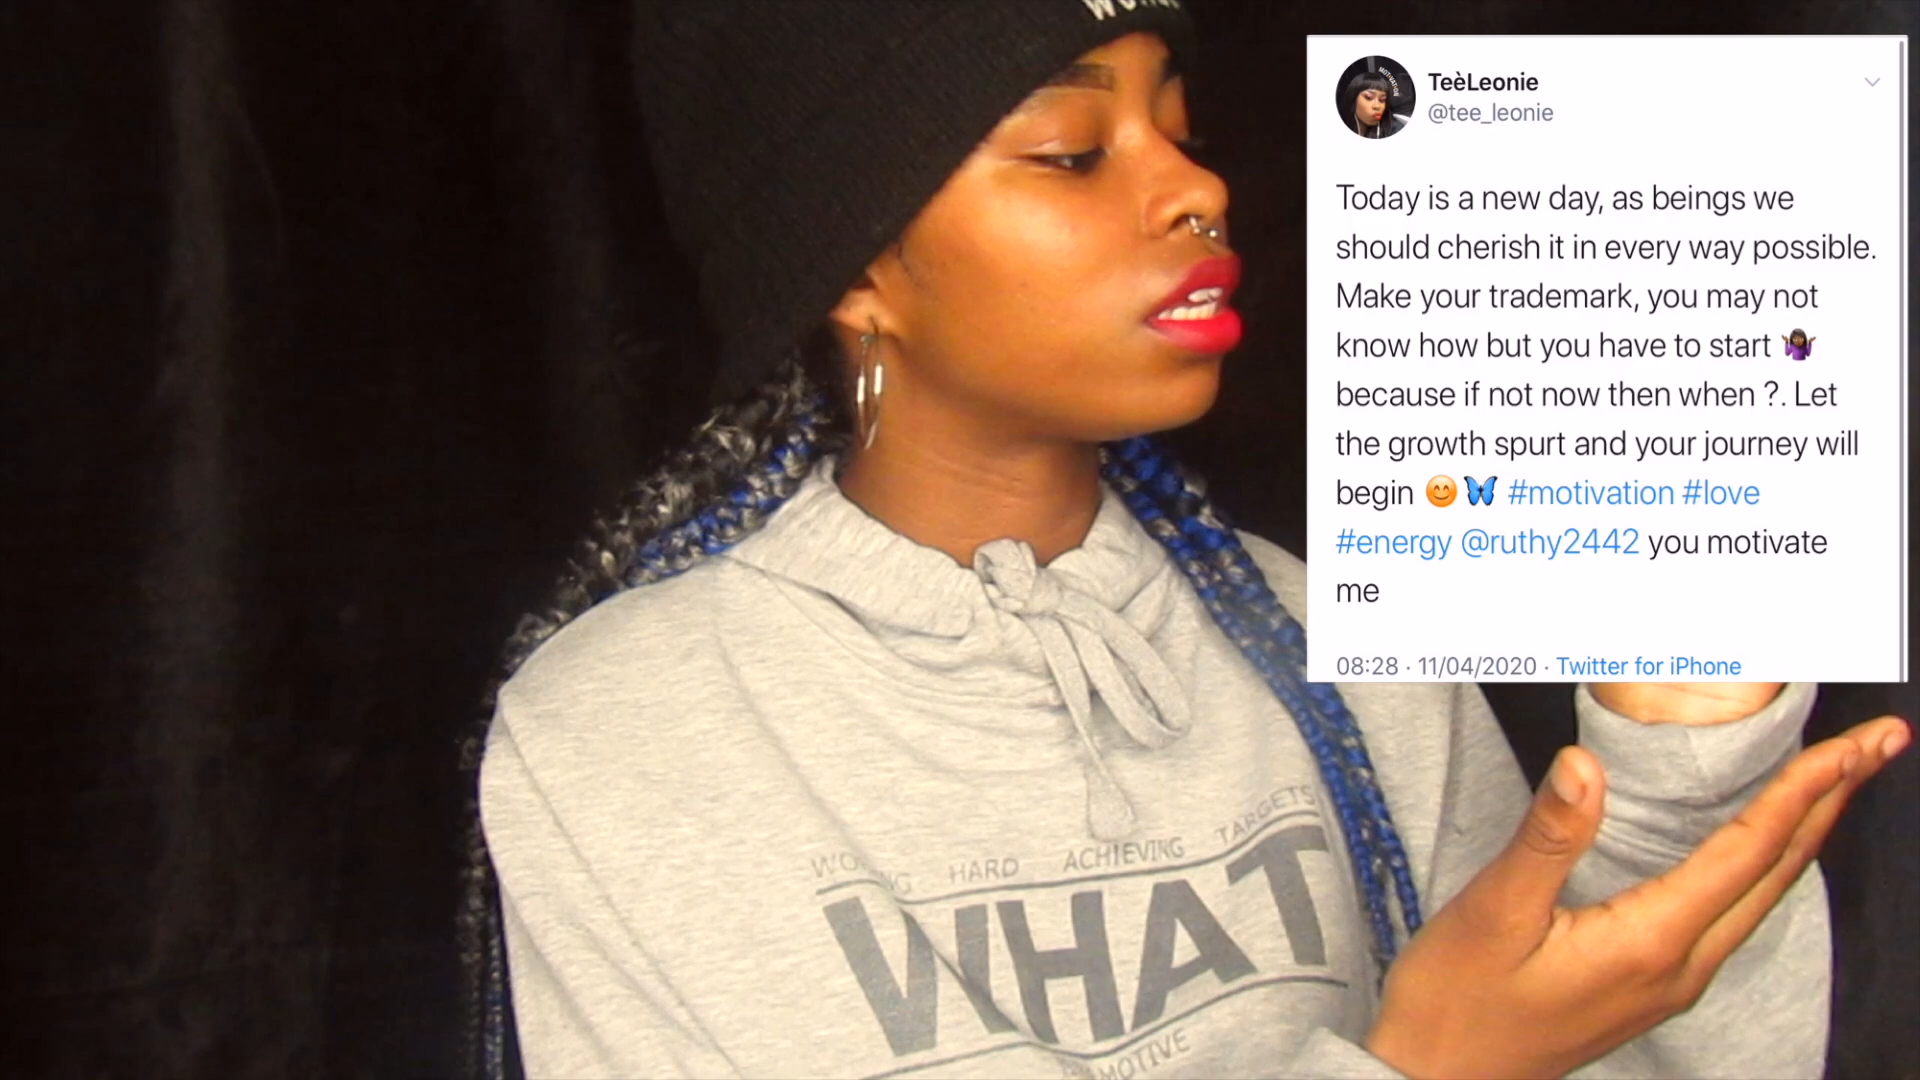 TeèLeonie
@tee_leonie
Today is a new day, as beings we
should cherish it in every way possible.
Make your trademark, you may not
know how but you have to start 🤷🏾‍♀️
because if not now then when ?. Let
the growth spurt and your journey will
begin 😊🦋 #motivation #love
#energy @ruthy2442 you motivate
me
08:28 · 11/04/2020 · Twitter for iPhone
HARD ACHIEVING TARGETS
WHAT